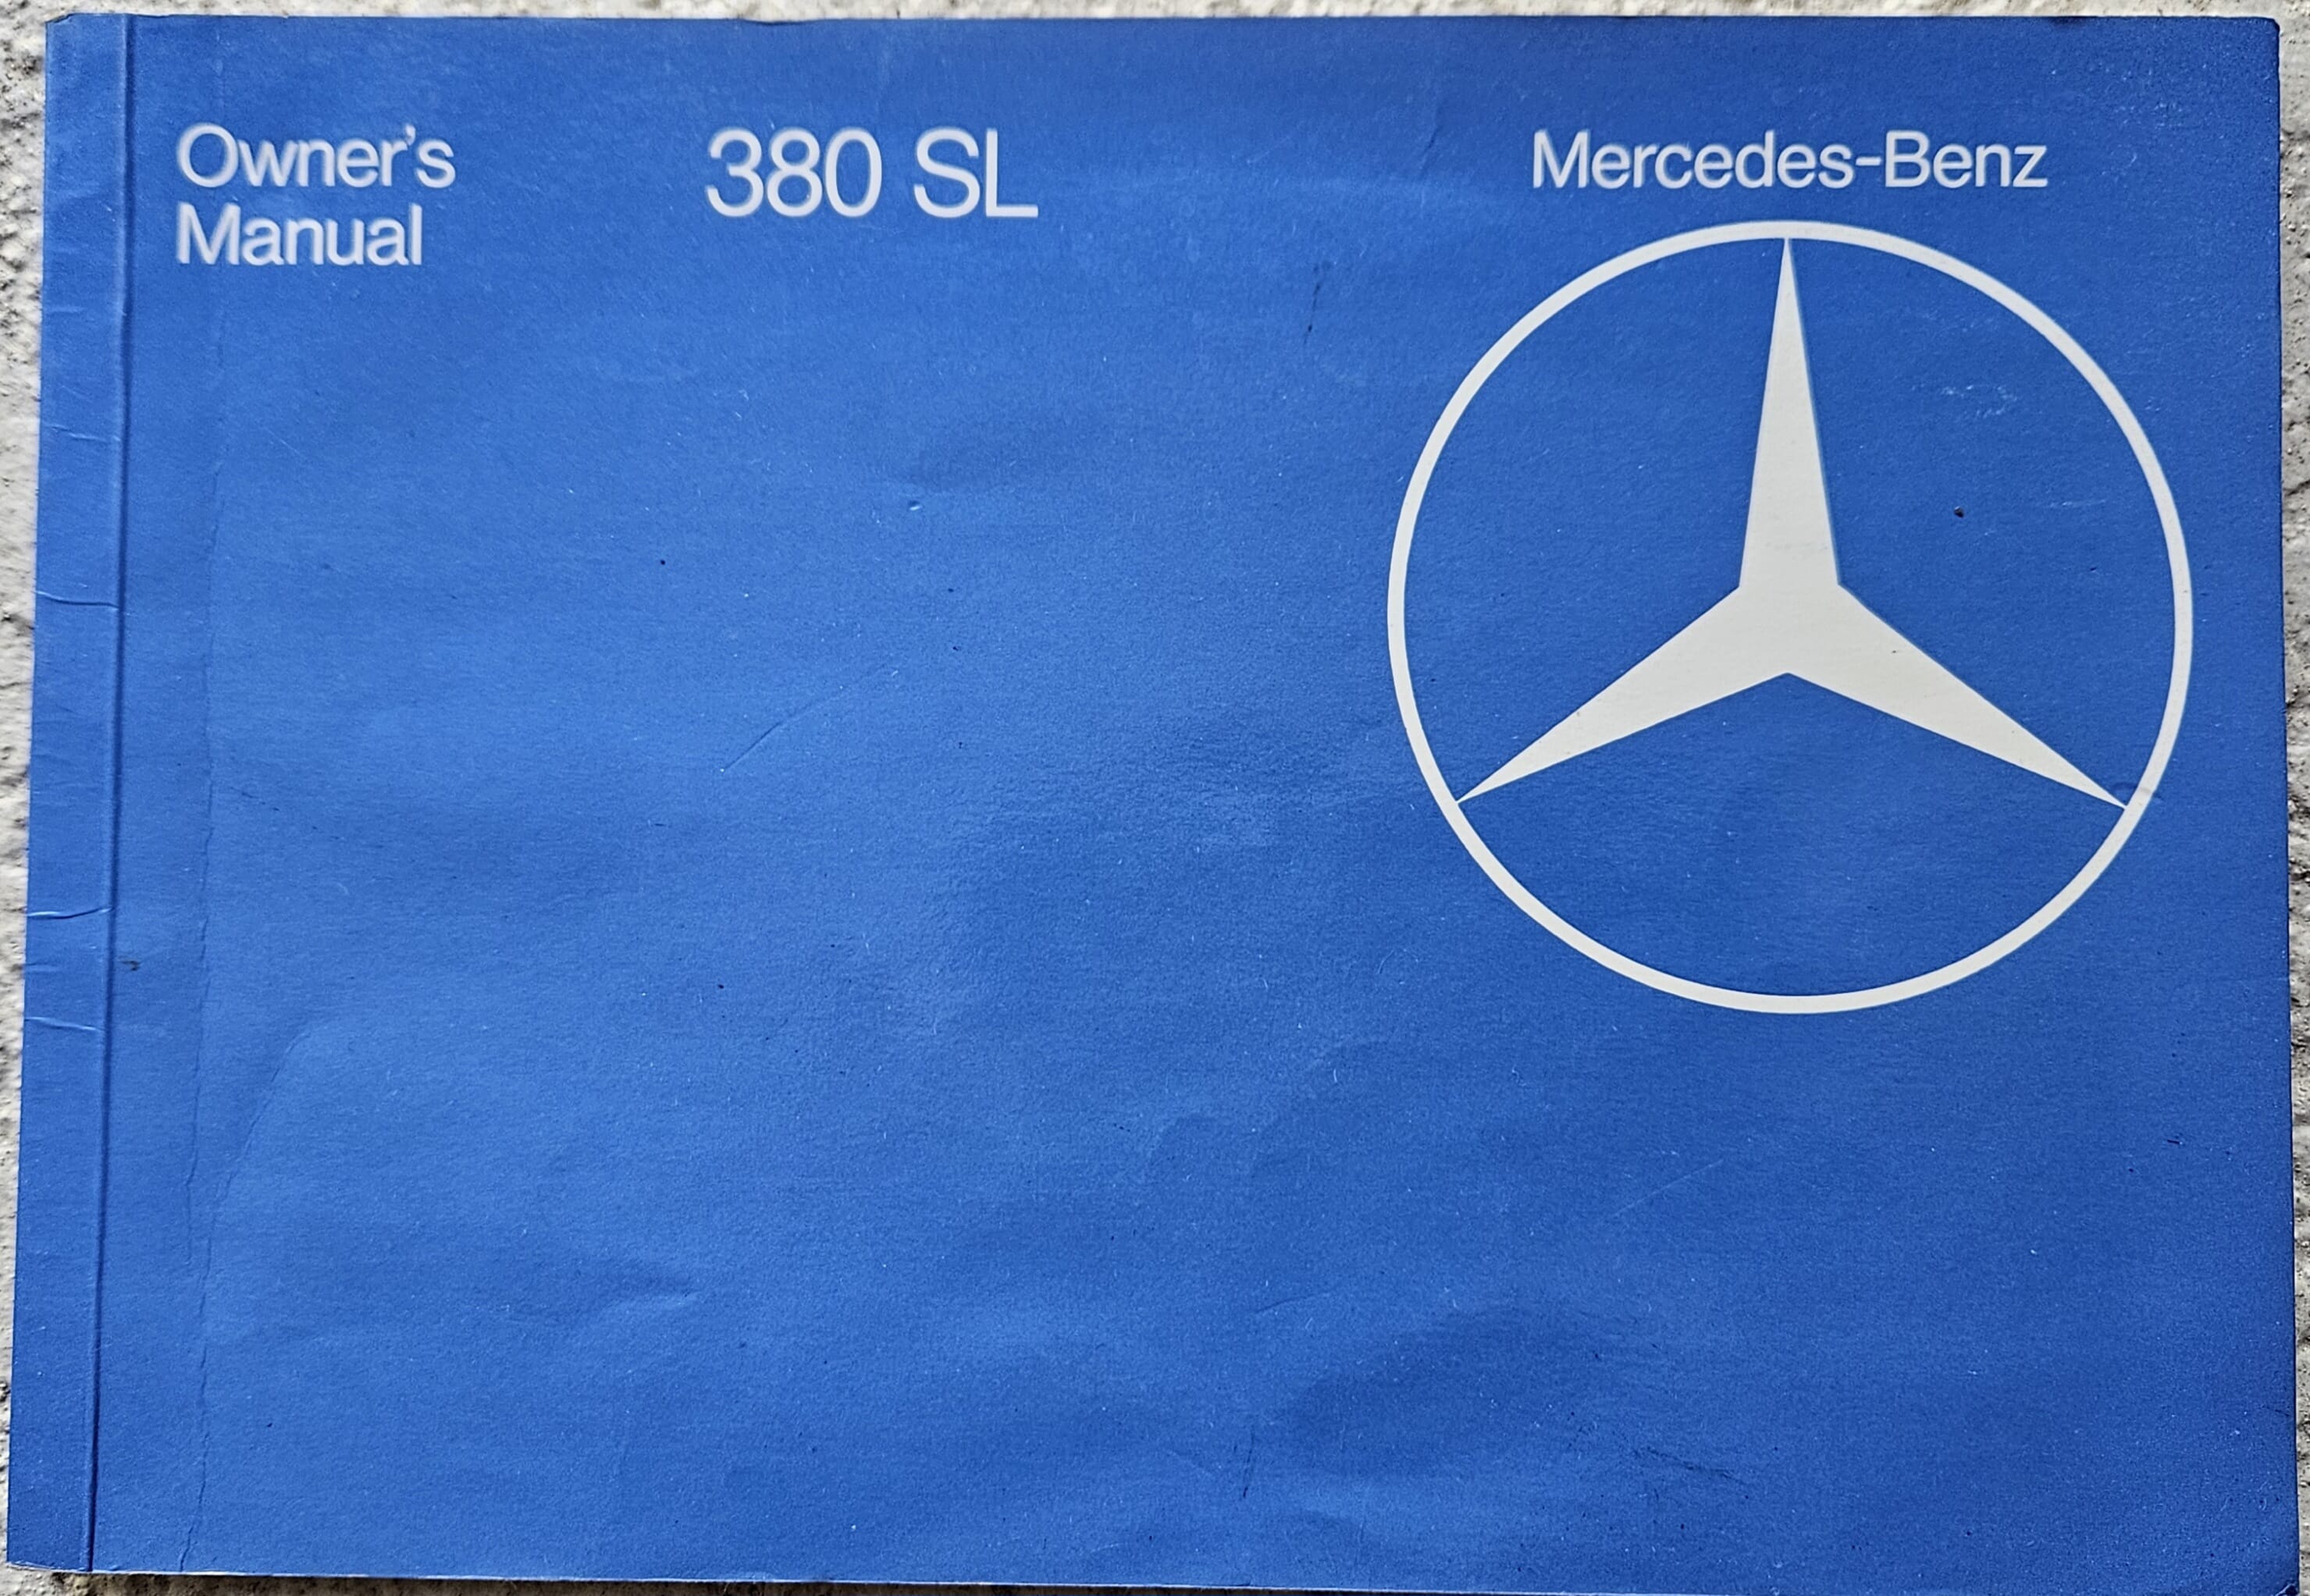 Owner's
Manual
380 SL
Mercedes-Benz